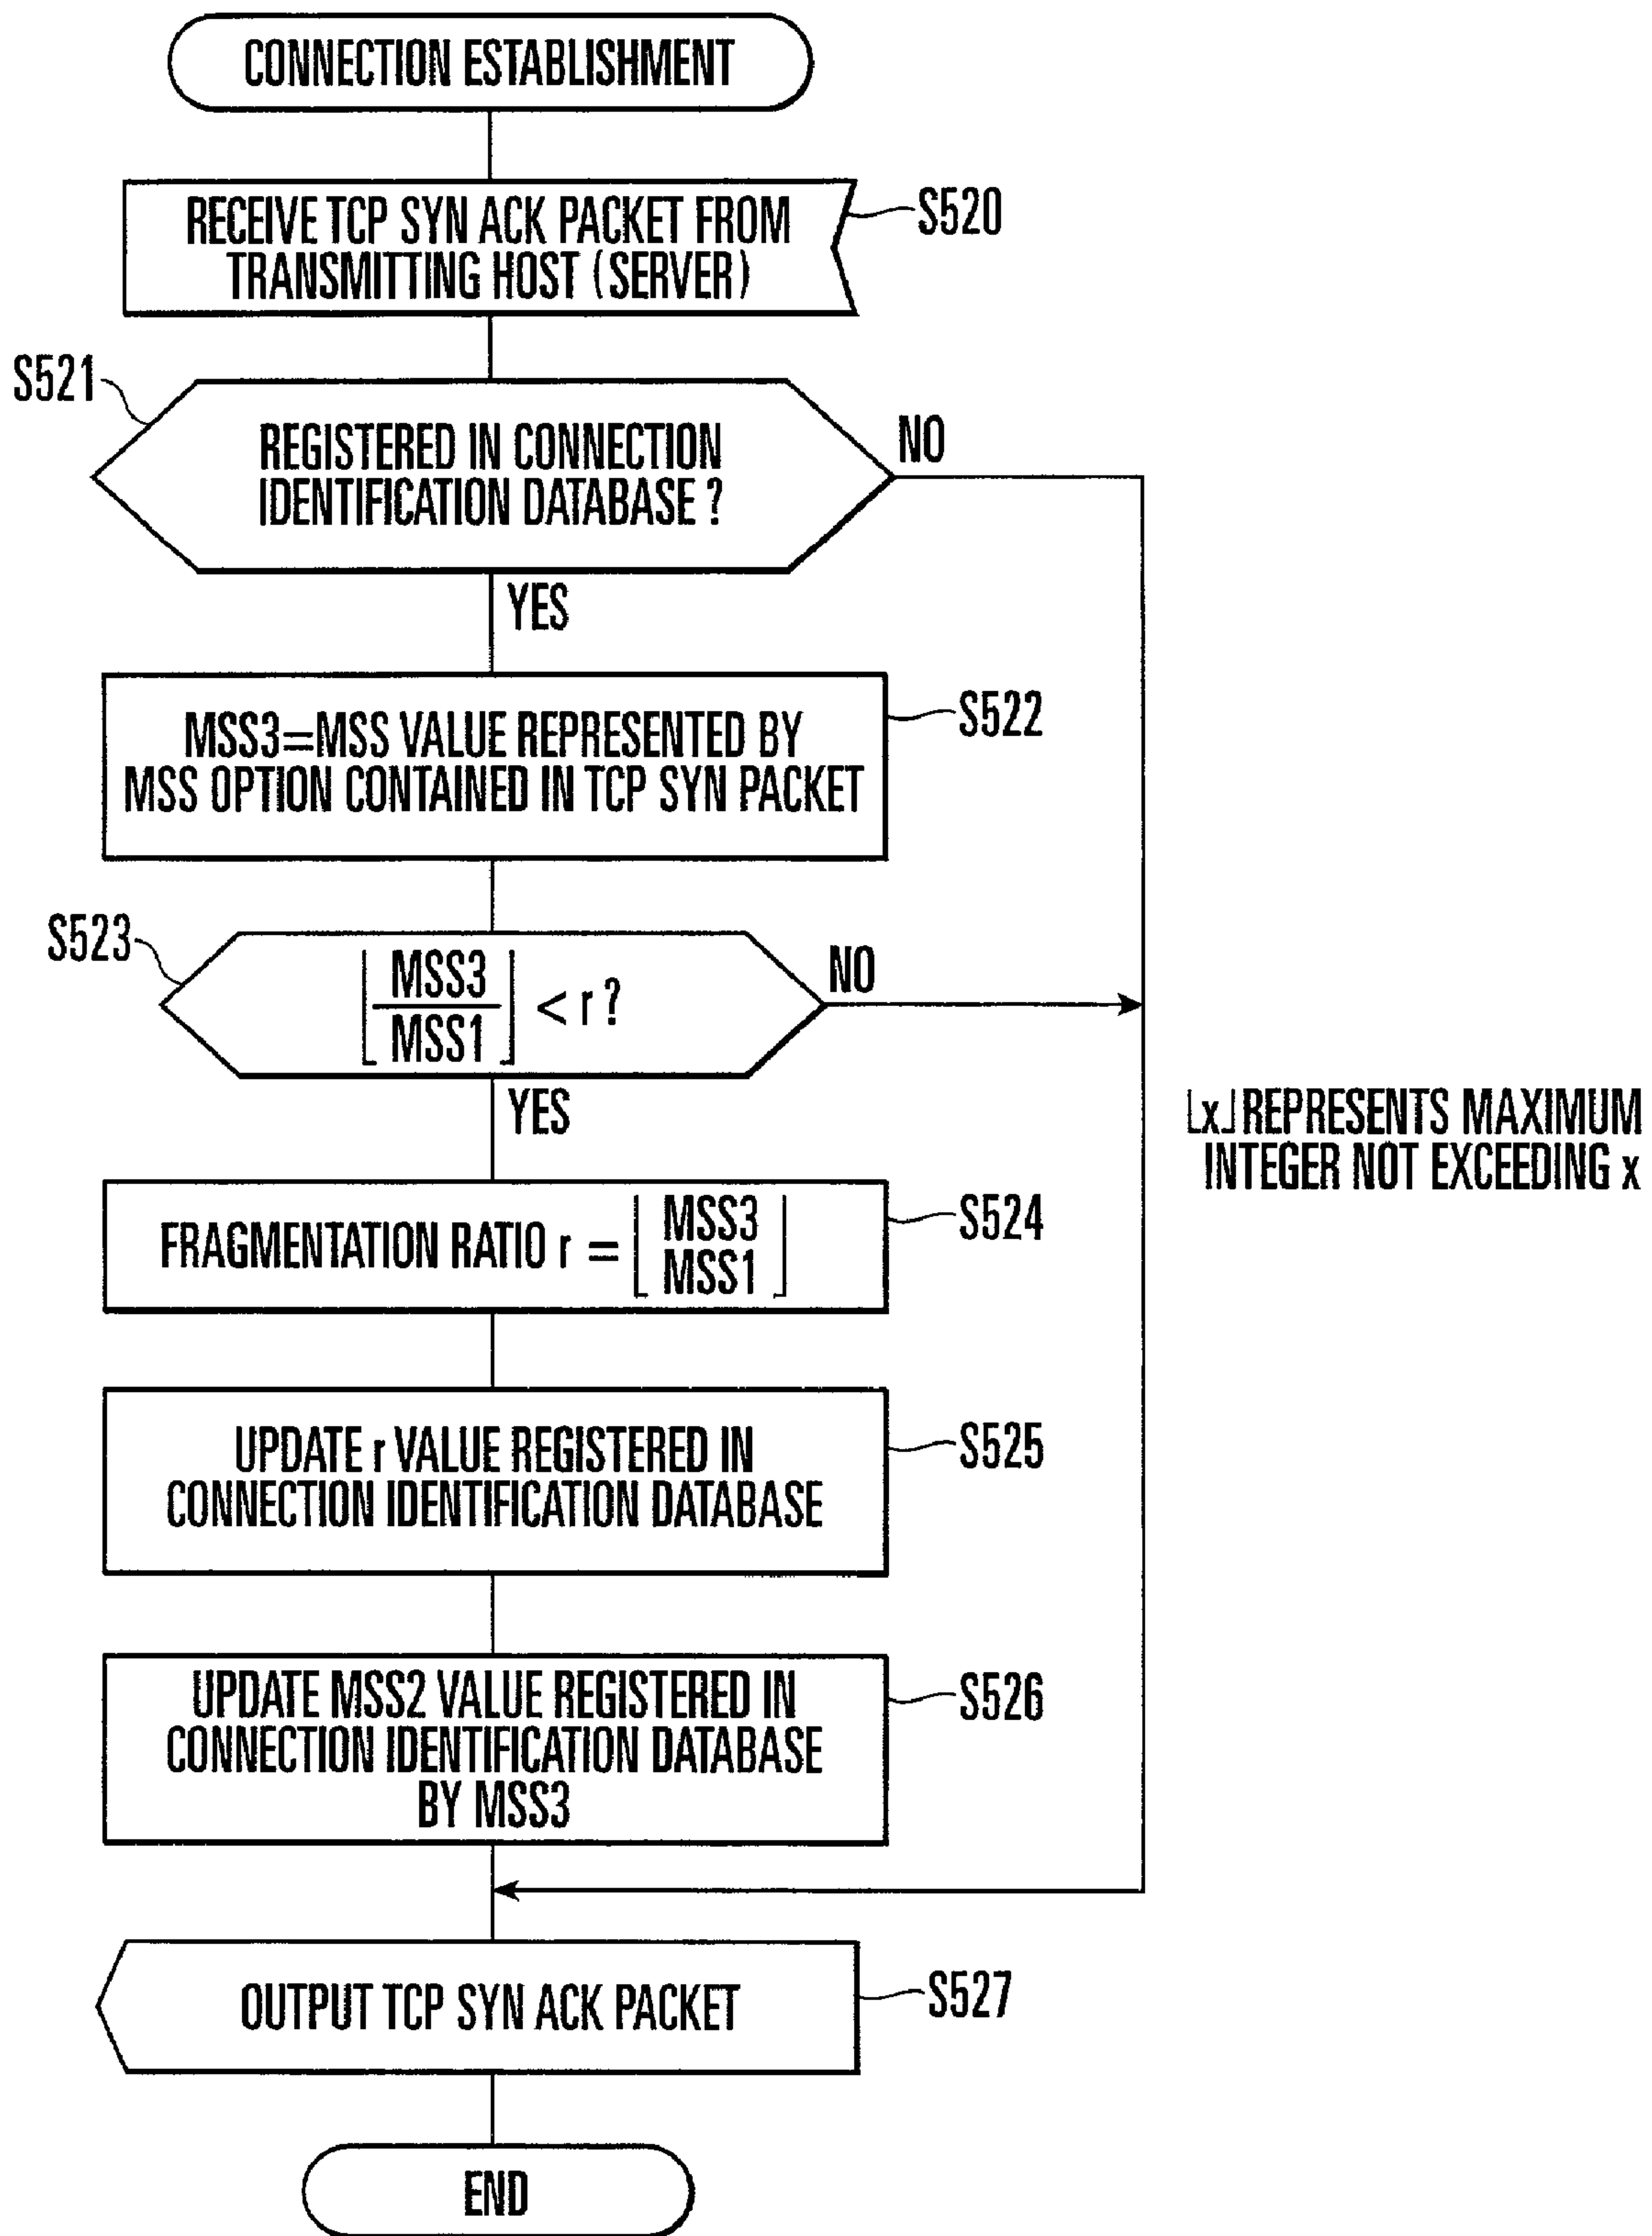 CONNECTION ESTABLISHMENT
RECEIVE TCP SYN ACK PACKET FROM
TRANSMITTING HOST (SERVER)
S520
S521
REGISTERED IN CONNECTION
IDENTIFICATION DATABASE ?
NO
YES
MSS3=MSS VALUE REPRESENTED BY
MSS OPTION CONTAINED IN TCP SYN PACKET
S522
S523
⌊MSS3/MSS1⌋ < r ?
NO
YES
⌊x⌋ REPRESENTS MAXIMUM
INTEGER NOT EXCEEDING x
FRAGMENTATION RATIO r = ⌊MSS3 MSS1⌋
S524
UPDATE r VALUE REGISTERED IN
CONNECTION IDENTIFICATION DATABASE
S525
UPDATE MSS2 VALUE REGISTERED IN
CONNECTION IDENTIFICATION DATABASE
BY MSS3
S526
OUTPUT TCP SYN ACK PACKET
S527
END